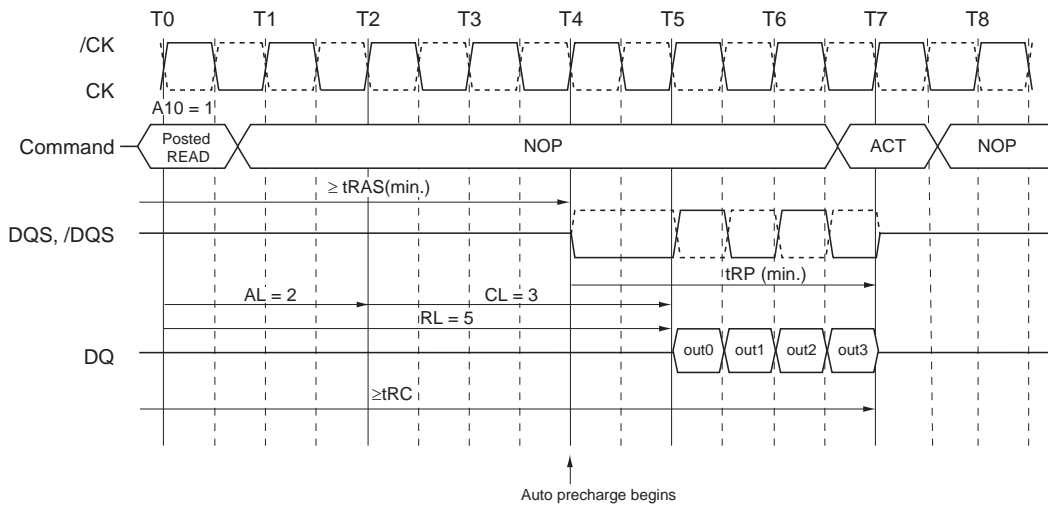 T0 T1 T2 T3 T4 T5 T6 T7 T8
/CK
CK
A10 = 1
Command
Posted
READ
NOP
ACT
NOP
≥ tRAS(min.)
DQS, /DQS
tRP (min.)
AL = 2
CL = 3
RL = 5
DQ
out0 out1 out2 out3
≥tRC
Auto precharge begins